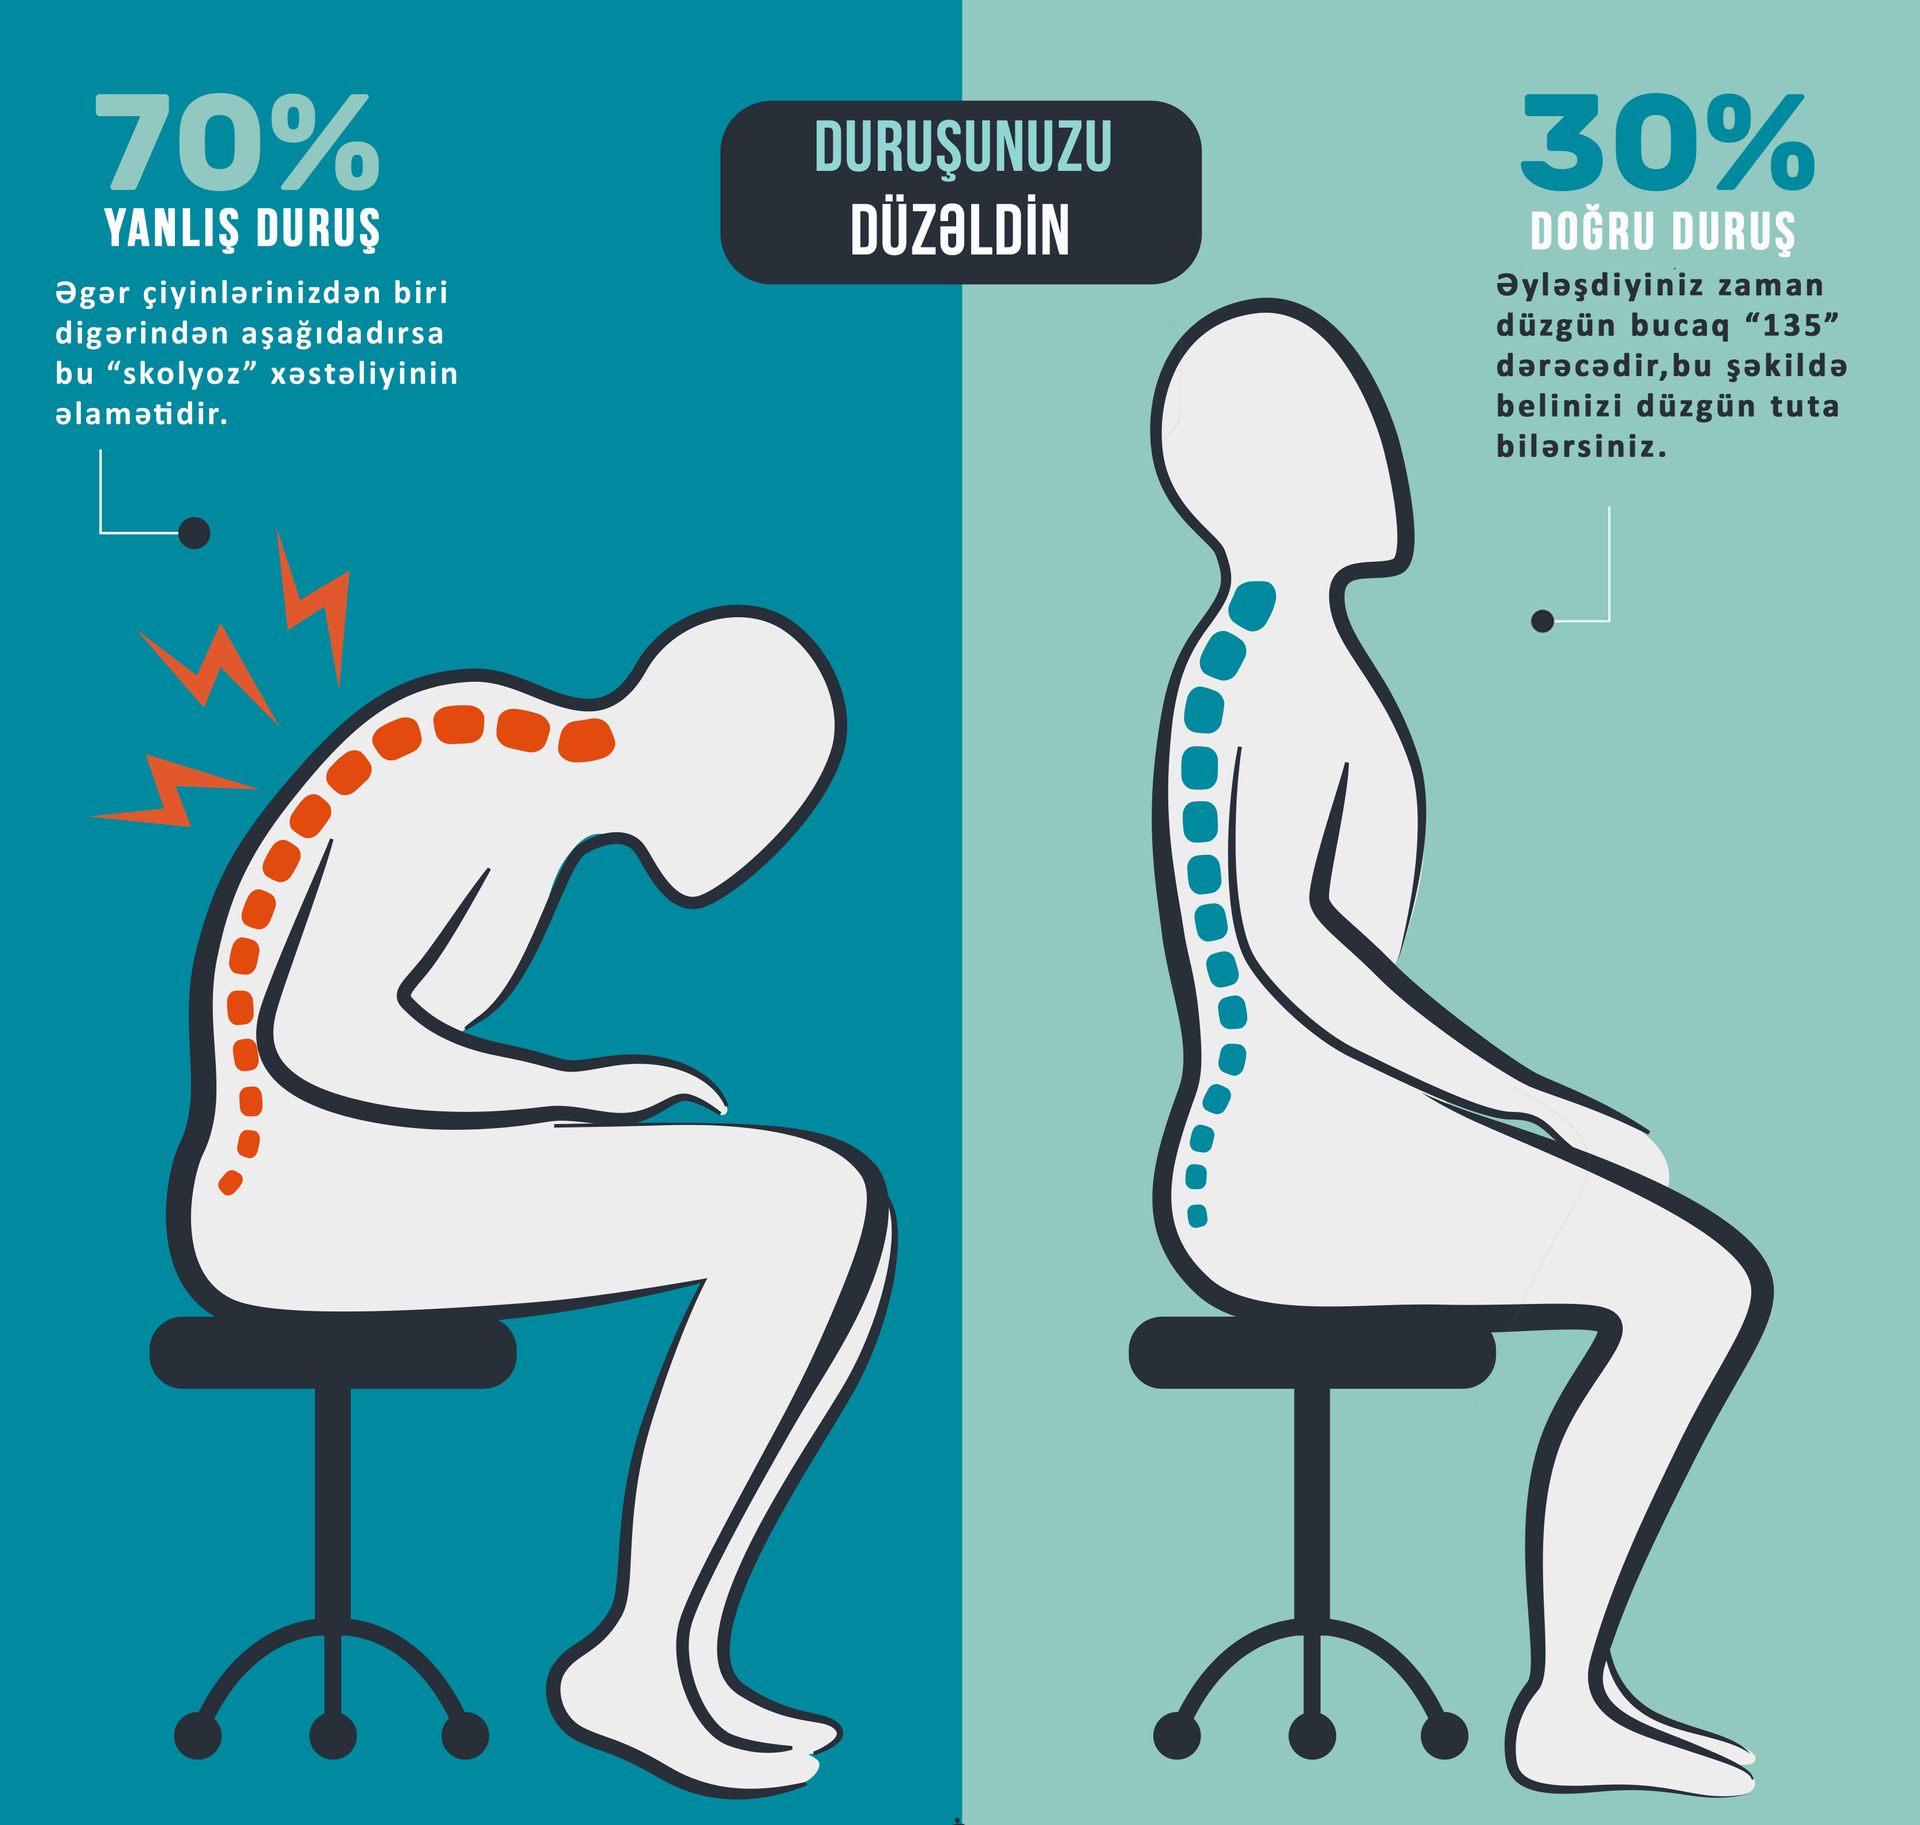 DURUŞUNUZU
DÜZƏLDİN
70%
YANLIŞ DURUŞ
Əgər çiyinlərinizdən biri
digərindən aşağıdadırsa
bu “skolyoz” xəstəliyinin
əlamətidir.
30%
DOĞRU DURUŞ
Əyləşdiyiniz zaman
düzgün bucaq “135”
dərəcədir,bu şəkildə
belinizi düzgün tuta
bilərsiniz.